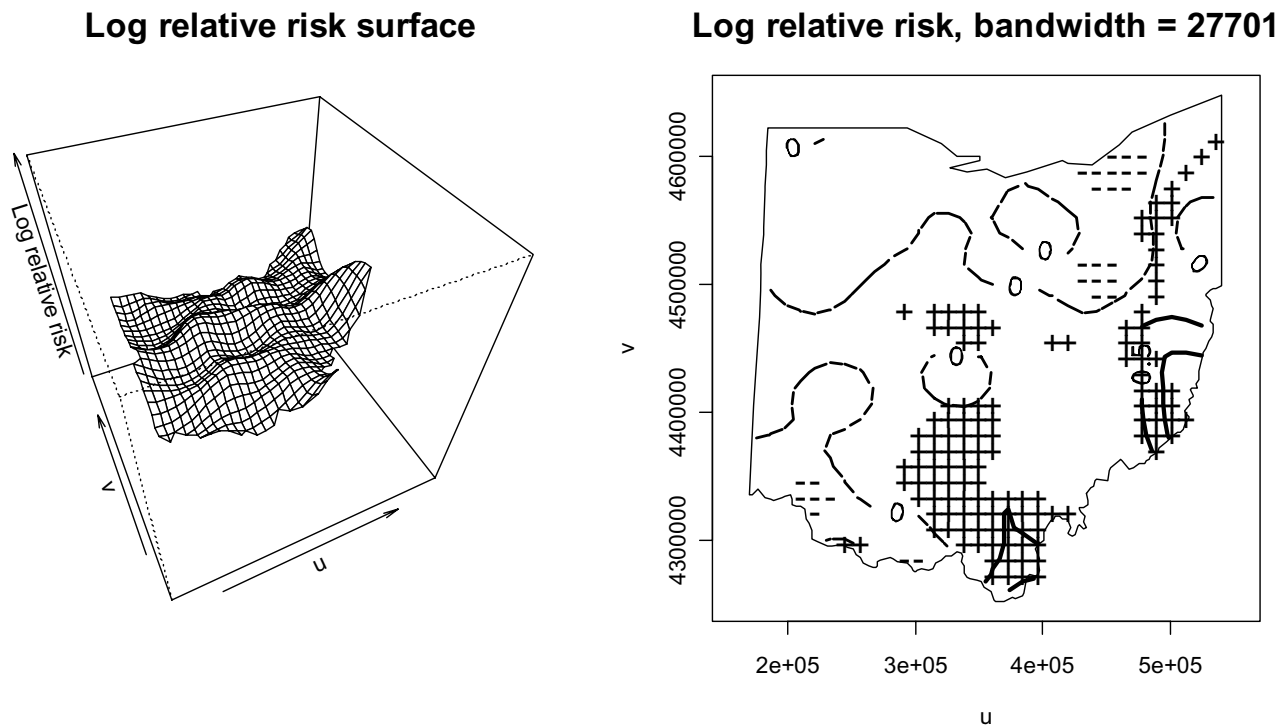 Log relative risk surface
Log relative risk
v
u
Log relative risk, bandwidth = 27701
v
4600000
4500000
4400000
4300000
0
0
0
0
0
0.5
0
2e+05
3e+05
4e+05
5e+05
u